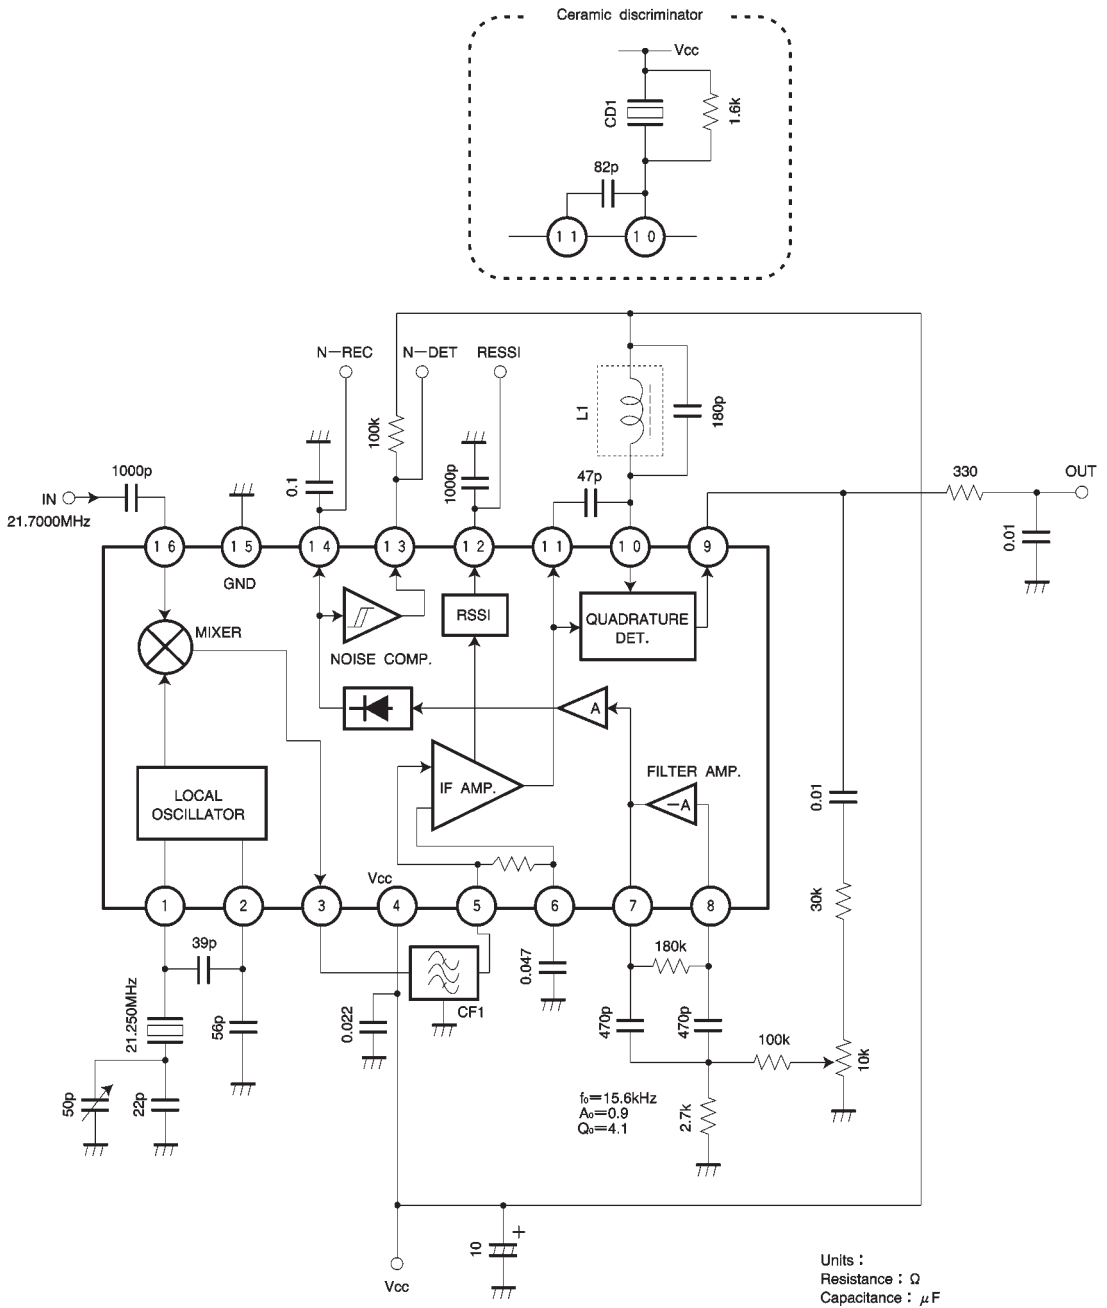 Ceramic discriminator
Vcc
CD1
1.6k
82p
11
10
N－REC
N－DET
RESSI
100k
L1
180p
1000p
0.1
1000p
47p
330
OUT
IN
21.7000MHz
0.01
16
15
14
13
12
11
10
9
GND
MIXER
NOISE COMP.
RSSI
QUADRATURE
DET.
A
LOCAL
OSCILLATOR
IF AMP.
FILTER AMP.
－A
0.01
Vcc
1
2
3
4
5
6
7
8
30k
39p
CF1
0.047
180k
21.250MHz
56p
0.022
470p
470p
100k
10k
50p
22p
fo＝15.6kHz
Ao＝0.9
Qo＝4.1
2.7k
10
+
Vcc
Units：
Resistance：Ω
Capacitance：μF